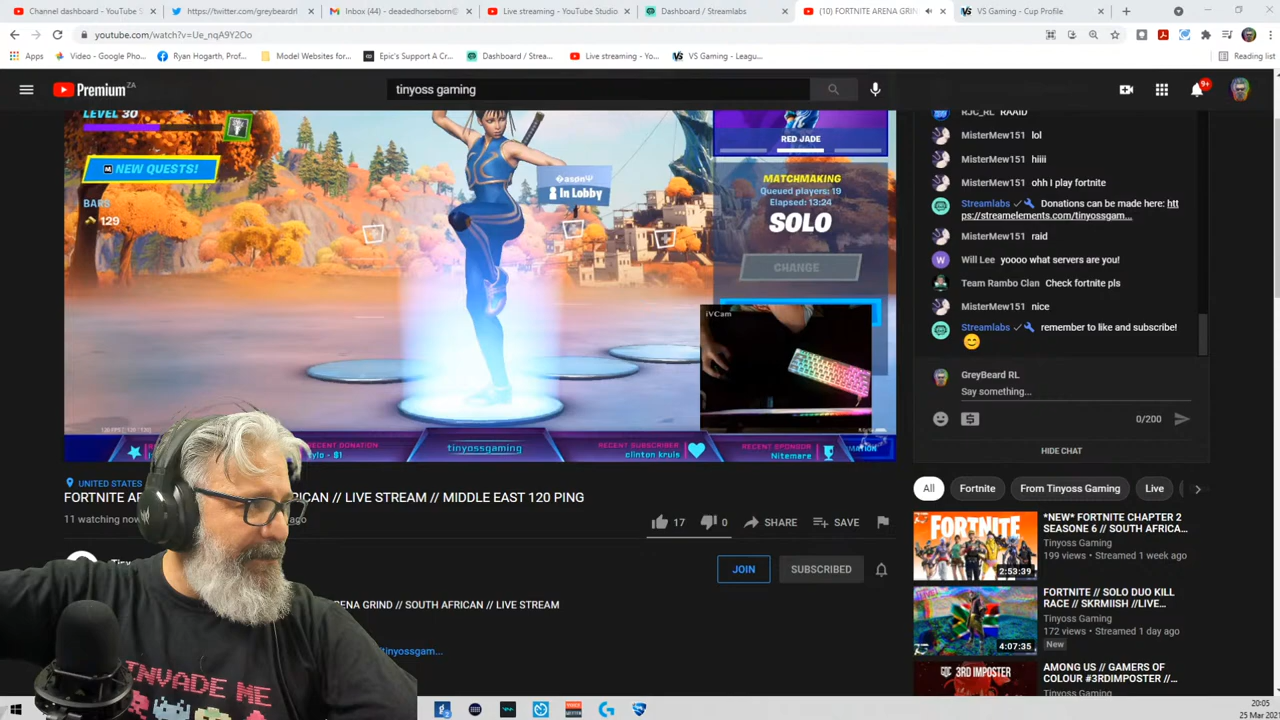 Channel dashboard - YouTube S
https://twitter.com/greybeardrl
Inbox (44) - deadedhorseborn@
Live streaming - YouTube Studio
Dashboard / Streamlabs
(10) FORTNITE ARENA GRIN
VS Gaming - Cup Profile
youtube.com/watch?v=Ue_nqA9Y2Oo
Apps
Video - Google Pho...
Ryan Hogarth, Prof...
Model Websites for...
Epic's Support A Cr...
Dashboard / Strea...
Live streaming - Yo...
VS Gaming - Leagu...
Reading list
Premium ZA
tinyoss gaming
9+
LEVEL 30
NEW QUESTS!
BARS
129
asdn
In Lobby
RED JADE
MATCHMAKING
Queued players: 19
Elapsed: 13:24
SOLO
CHANGE
iVCam
RECENT DONATION
ylo - $1
tinyossgaming
RECENT SUBSCRIBER
clinton kruis
RECENT SPONSOR
Nitemare
RJC_RL RAAID
MisterMew151 lol
MisterMew151 hiiii
MisterMew151 ohh I play fortnite
Streamlabs Donations can be made here: htt
ps://streamelements.com/tinyossgam...
MisterMew151 raid
Will Lee yoooo what servers are you!
Team Rambo Clan Check fortnite pls
MisterMew151 nice
Streamlabs remember to like and subscribe!
GreyBeard RL
Say something...
0/200
HIDE CHAT
UNITED STATES
FORTNITE AR
ICAN // LIVE STREAM // MIDDLE EAST 120 PING
11 watching now
ago
17
0
SHARE
SAVE
JOIN
SUBSCRIBED
ENA GRIND // SOUTH AFRICAN // LIVE STREAM
tinyossgam...
All
Fortnite
From Tinyoss Gaming
Live
FORTNITE
2:53:39
*NEW* FORTNITE CHAPTER 2
SEASONE 6 // SOUTH AFRICA...
Tinyoss Gaming
199 views • Streamed 1 week ago
4:07:35
FORTNITE // SOLO DUO KILL
RACE // SKRMIISH //LIVE...
Tinyoss Gaming
172 views • Streamed 1 day ago
New
3RD IMPOSTER
AMONG US // GAMERS OF
COLOUR #3RDIMPOSTER //...
Tinyoss Gaming
INVADE ME
20:05
25 Mar 2021